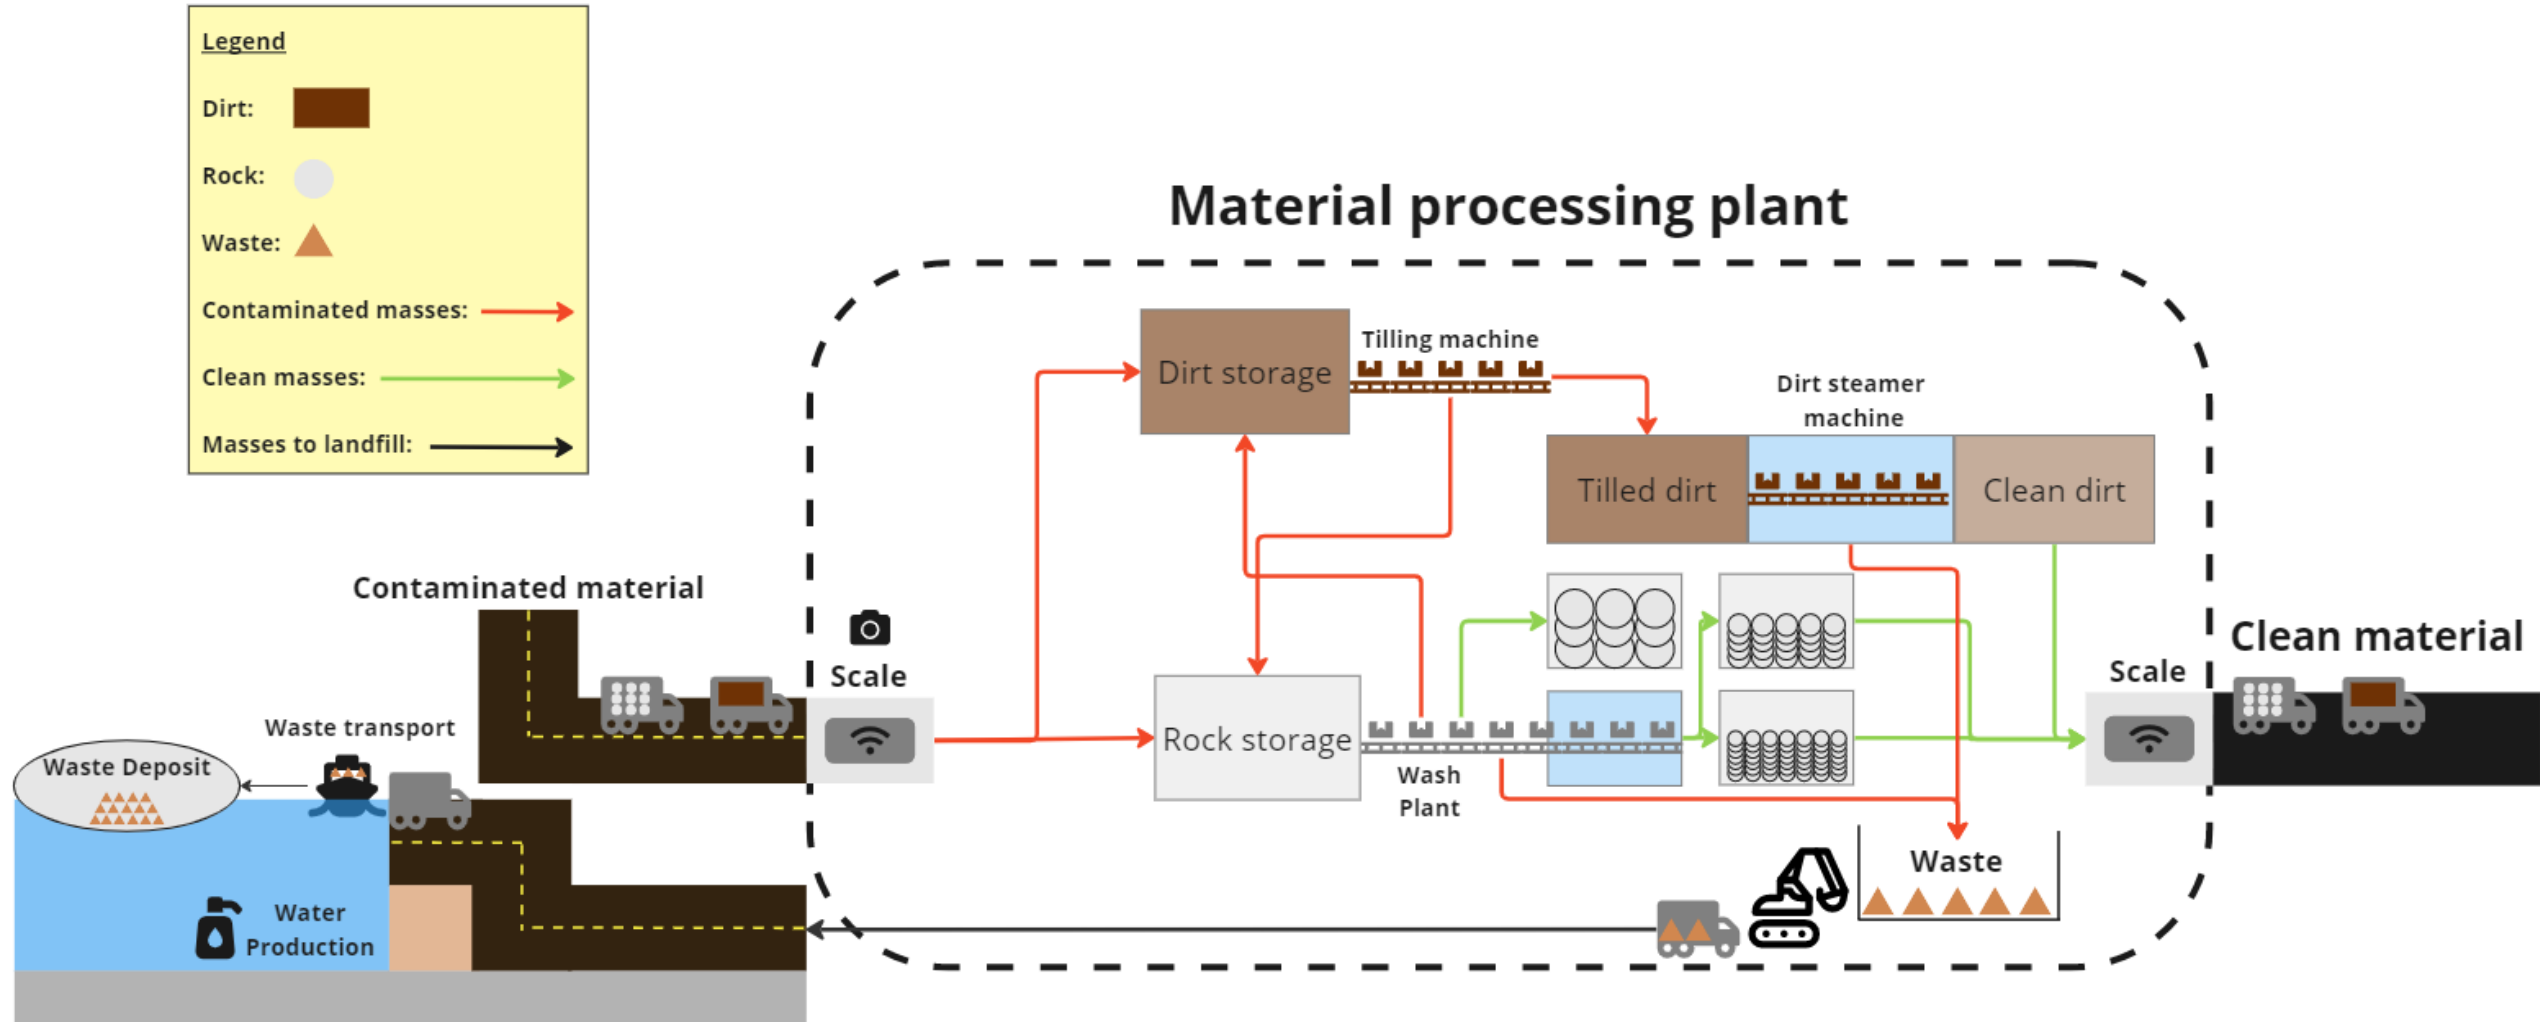 Legend
Dirt:
Rock:
Waste:
Contaminated masses:
Clean masses:
Masses to landfill:
Material processing plant
Dirt storage
Tilling machine
Dirt steamer
machine
Tilled dirt
Clean dirt
Contaminated material
Scale
Rock storage
Wash
Plant
Scale
Clean material
Waste transport
Waste Deposit
Water
Production
Waste